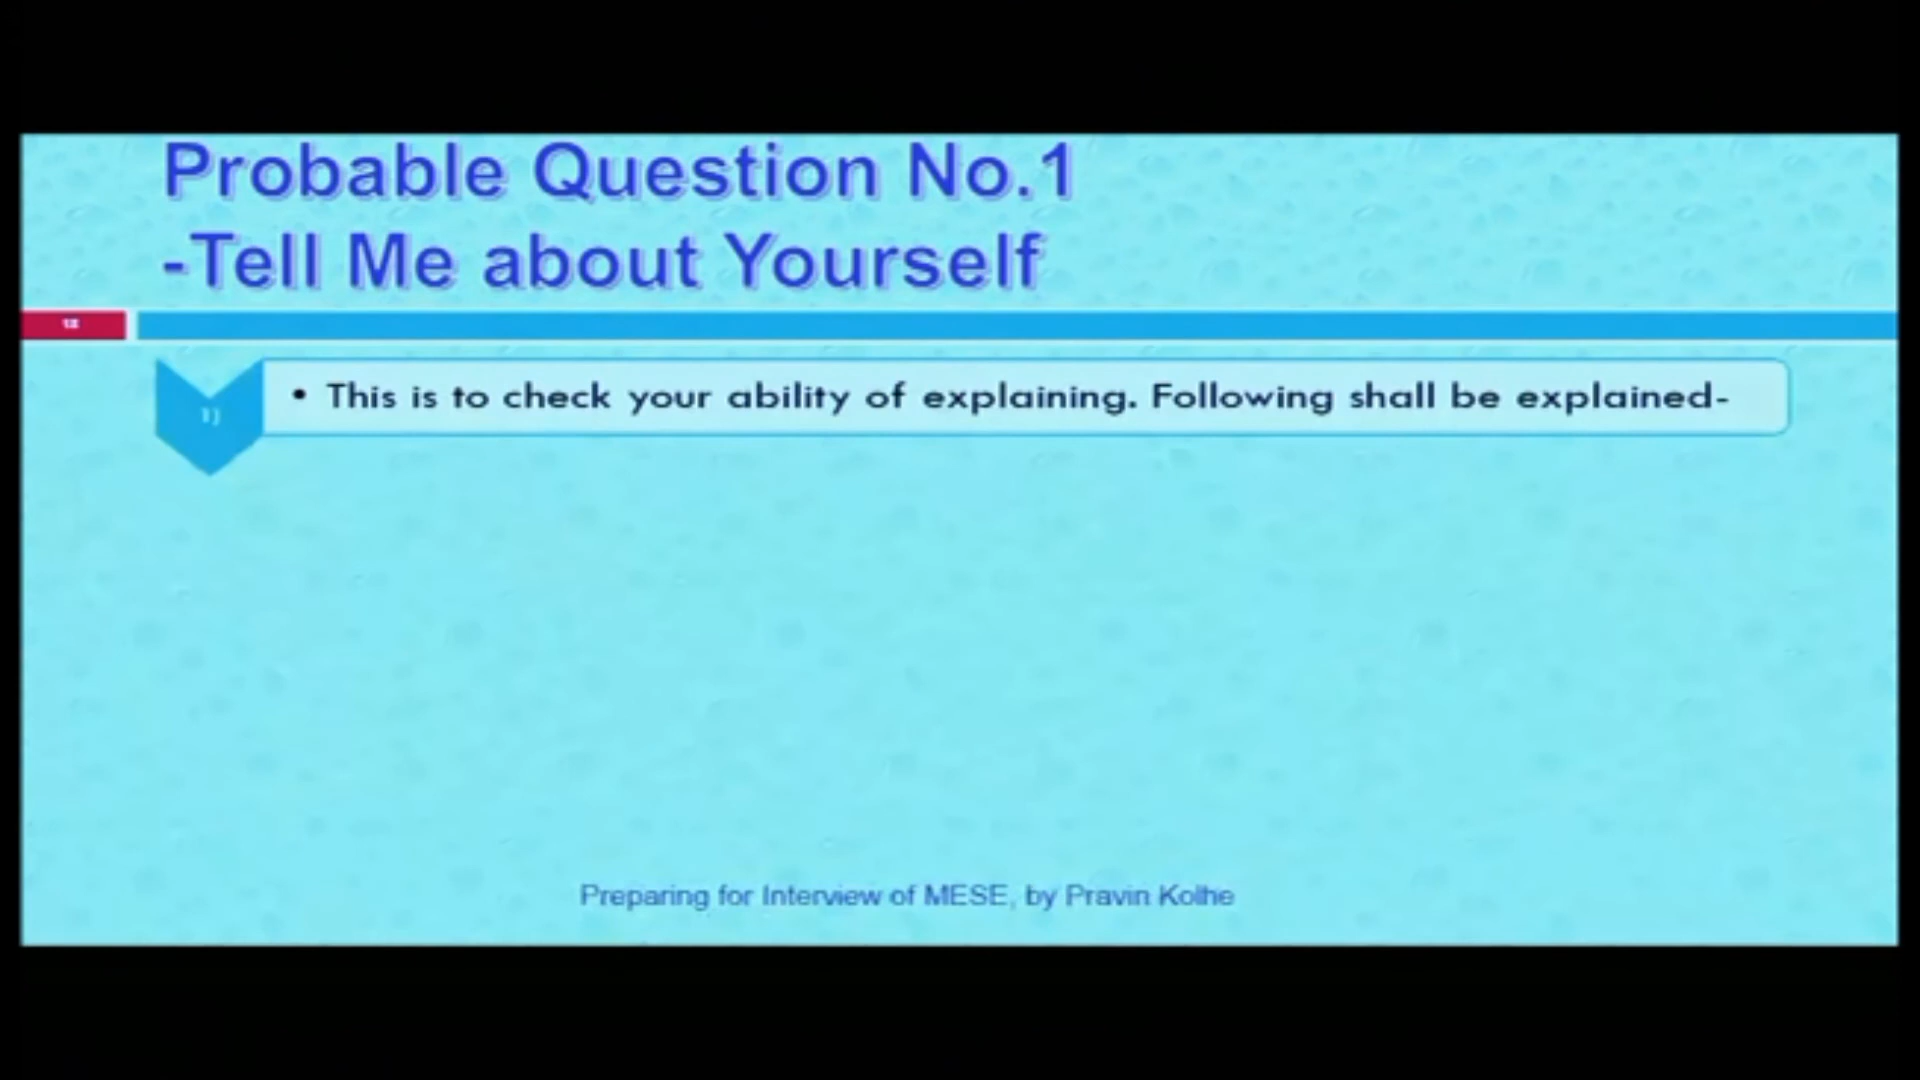 Probable Question No.1
-Tell Me about Yourself
1)
• This is to check your ability of explaining. Following shall be explained-
Preparing for Interview of MESE, by Pravin Kolhe